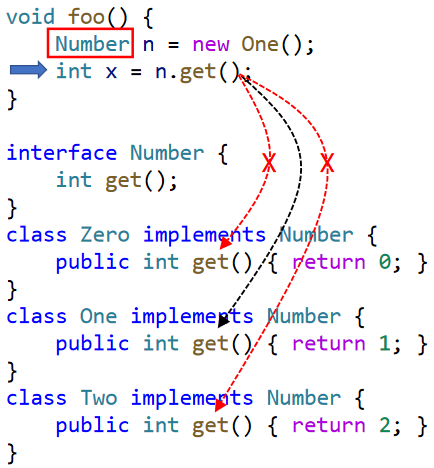 void foo() {
    Number n = new One();
    int x = n.get();
}

interface Number {
    int get();
}
class Zero implements Number {
    public int get() { return 0; }
}
class One implements Number {
    public int get() { return 1; }
}
class Two implements Number {
    public int get() { return 2; }
}
X X